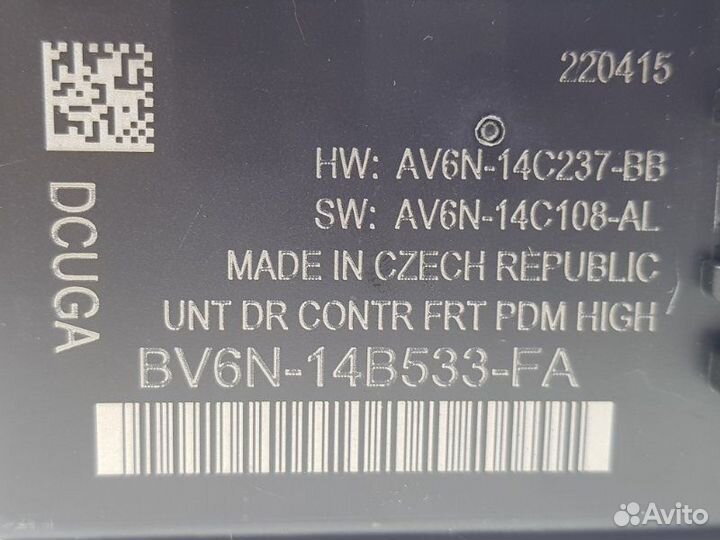 220415
HW: AV6N-14C237-BB
SW: AV6N-14C108-AL
MADE IN CZECH REPUBLIC
UNT DR CONTR FRT PDM HIGH
DCUGA
BV6N-14B533-FA
Avito